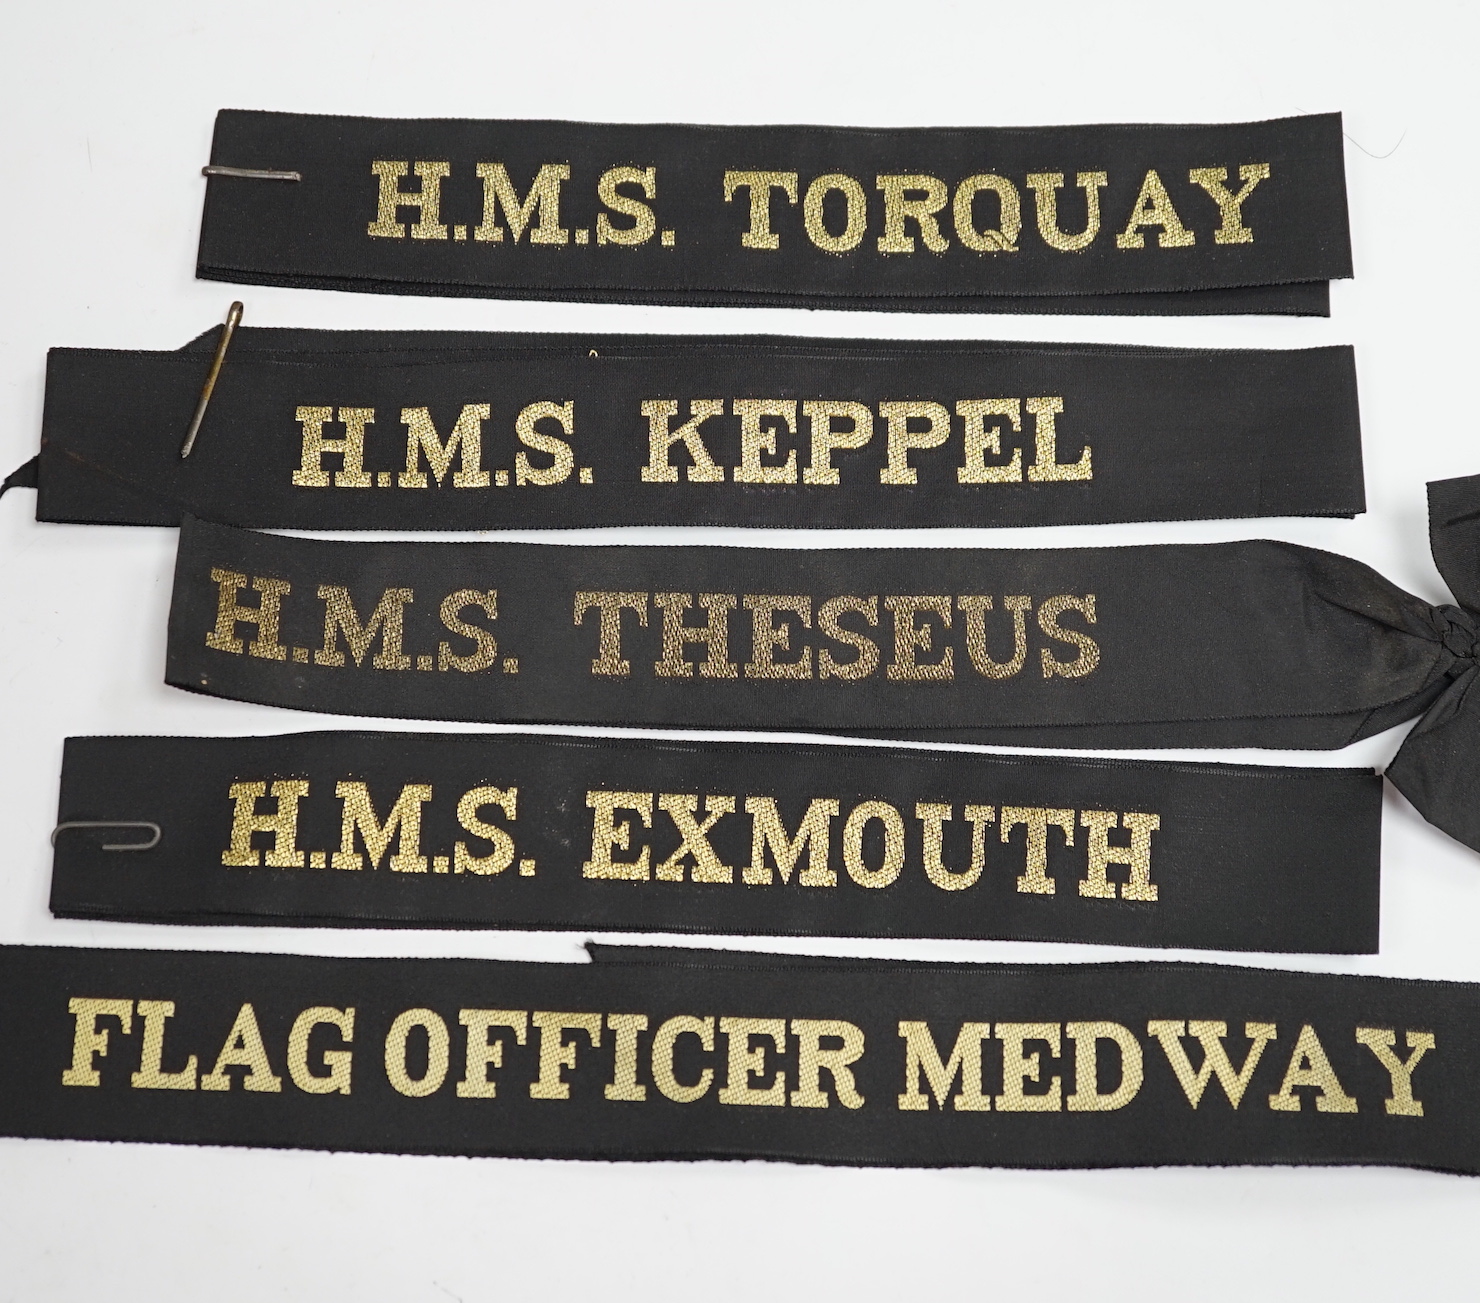 H.M.S. TORQUAY
H.M.S. KEPPEL
H.M.S. THESEUS
H.M.S. EXMOUTH
FLAG OFFICER MEDWAY